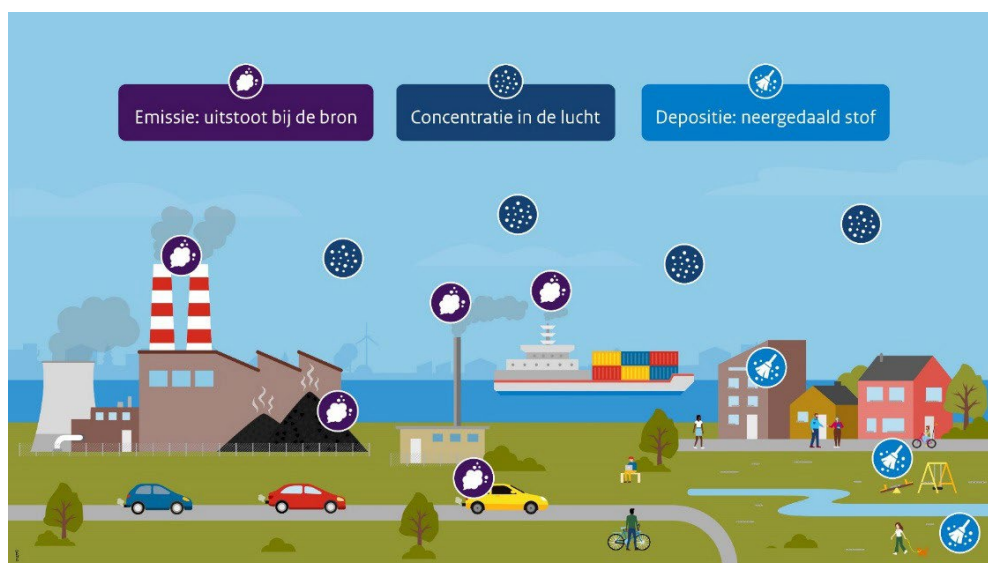 Emissie: uitstoot bij de bron
Concentratie in de lucht
Depositie: neergedaald stof